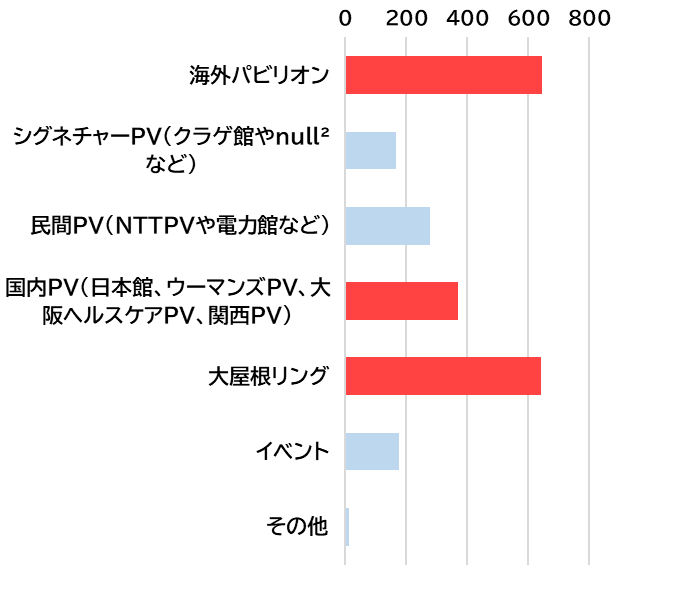 0 200 400 600 800
海外パビリオン
シグネチャーPV(クラゲ館やnull²
など)
民間PV(NTTPVや電力館など)
国内PV(日本館、ウーマンズPV、大
阪ヘルスケアPV、関西PV)
大屋根リング
イベント
その他